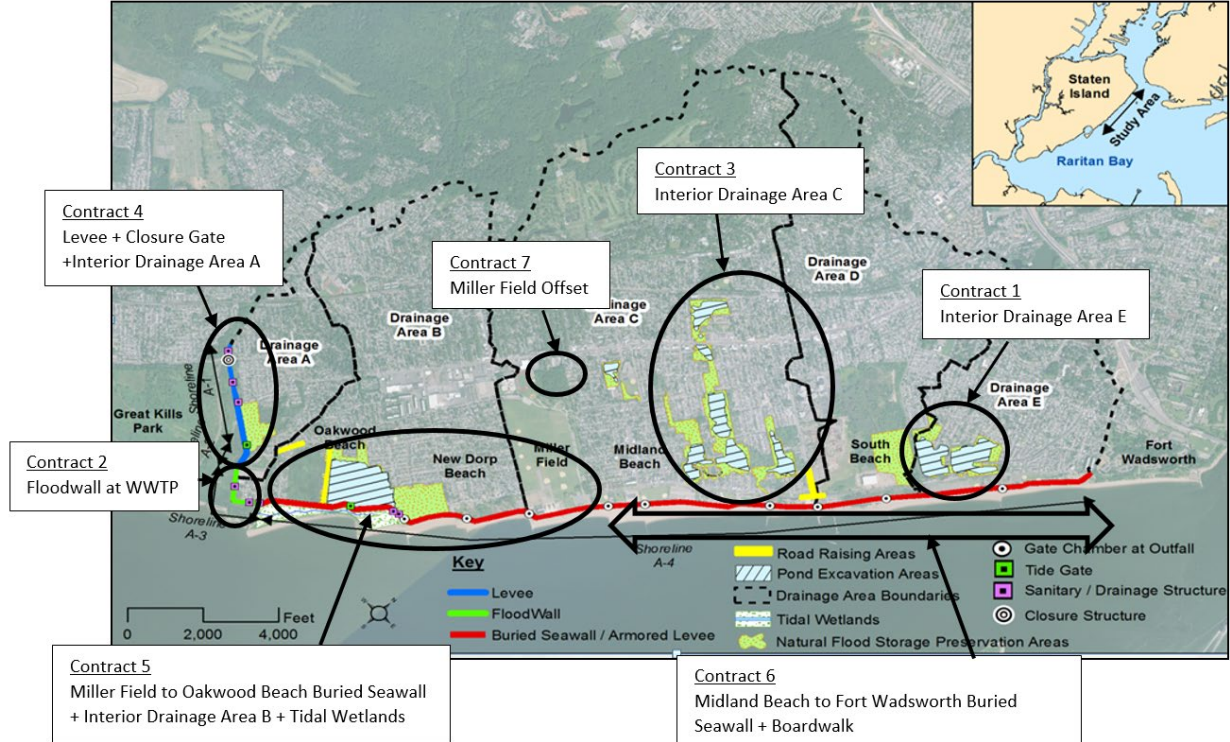 Staten
Island
Study Area
Raritan Bay
Contract 3
Interior Drainage Area C
Contract 4
Levee + Closure Gate
+Interior Drainage Area A
Contract 7
Miller Field Offset
Contract 1
Interior Drainage Area E
Drainage
Area D
Drainage
Area B
inage
Area C
Drainage
Area A
Shoreline
A-1
Great Kills
Park
Drainage
Area E
Oakwood
Beach
New Dorp
Beach
Miller
Field
Midland
Beach
South
Beach
Fort
Wadsworth
Contract 2
Floodwall at WWTP
Shoreline
A-3
Shoreline
A-4
Key
Levee
FloodWall
Buried Seawall / Armored Levee
Road Raising Areas
Pond Excavation Areas
Drainage Area Boundaries
Tidal Wetlands
Natural Flood Storage Preservation Areas
Gate Chamber at Outfall
Tide Gate
Sanitary / Drainage Structure
Closure Structure
Feet
0 2,000 4,000
Contract 5
Miller Field to Oakwood Beach Buried Seawall
+ Interior Drainage Area B + Tidal Wetlands
Contract 6
Midland Beach to Fort Wadsworth Buried
Seawall + Boardwalk